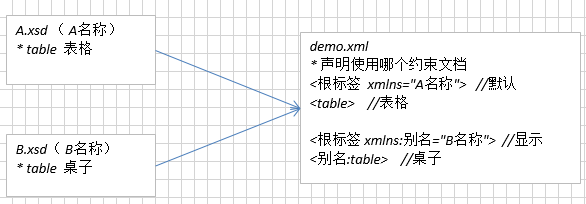 A.xsd （ A名称）
* table 表格
B.xsd（ B名称）
* table 桌子
demo.xml
* 声明使用哪个约束文档
<根标签 xmlns="A名称"> //默认
<table> //表格
<根标签 xmlns:别名="B名称"> //显示
<别名:table> //桌子